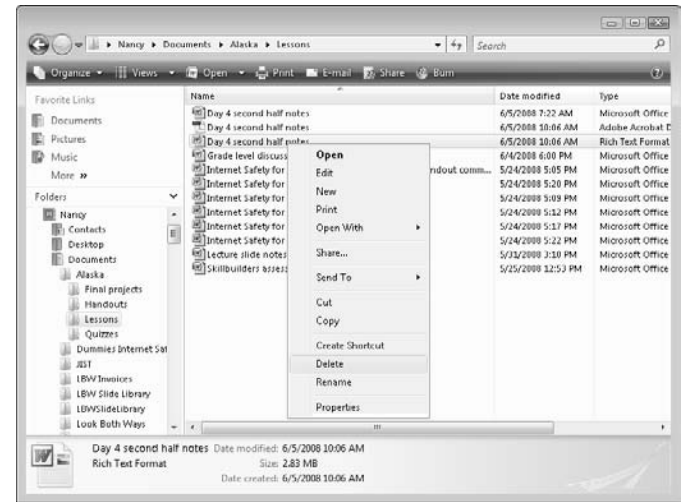 Nancy ▸ Documents ▸ Alaska ▸ Lessons
Search
Organize Views Open Print E-mail Share Burn
Favorite Links
Documents
Pictures
Music
More »
Folders
Nancy
Contacts
Desktop
Documents
Alaska
Final projects
Handouts
Lessons
Quizzes
Dummies Internet Saf
JIST
LBW Invoices
LBW Slide Library
LBWSlideLibrary
Look Both Ways
Name Date modified Type
Day 4 second half notes 6/5/2008 7:22 AM Microsoft Office
Day 4 second half notes 6/5/2008 10:06 AM Adobe Acrobat D
Day 4 second half notes 6/5/2008 10:06 AM Rich Text Format
Grade level discuss 6/4/2008 6:00 PM Microsoft Office
Internet Safety for ndout comm... 5/24/2008 5:05 PM Microsoft Office
Internet Safety for 5/24/2008 5:20 PM Microsoft Office
Internet Safety for 5/24/2008 5:09 PM Microsoft Office
Internet Safety for 5/24/2008 5:12 PM Microsoft Office
Internet Safety for 5/24/2008 5:17 PM Microsoft Office
Internet Safety for 5/24/2008 5:22 PM Microsoft Office
Lecture slide notes 5/31/2008 3:10 PM Microsoft Office
Skillbuilders assess 5/25/2008 12:53 PM Microsoft Office
Open
Edit
New
Print
Open With
Share...
Send To
Cut
Copy
Create Shortcut
Delete
Rename
Properties
Day 4 second half notes Date modified: 6/5/2008 10:06 AM
Rich Text Format Size: 2.83 MB
Date created: 6/5/2008 10:06 AM